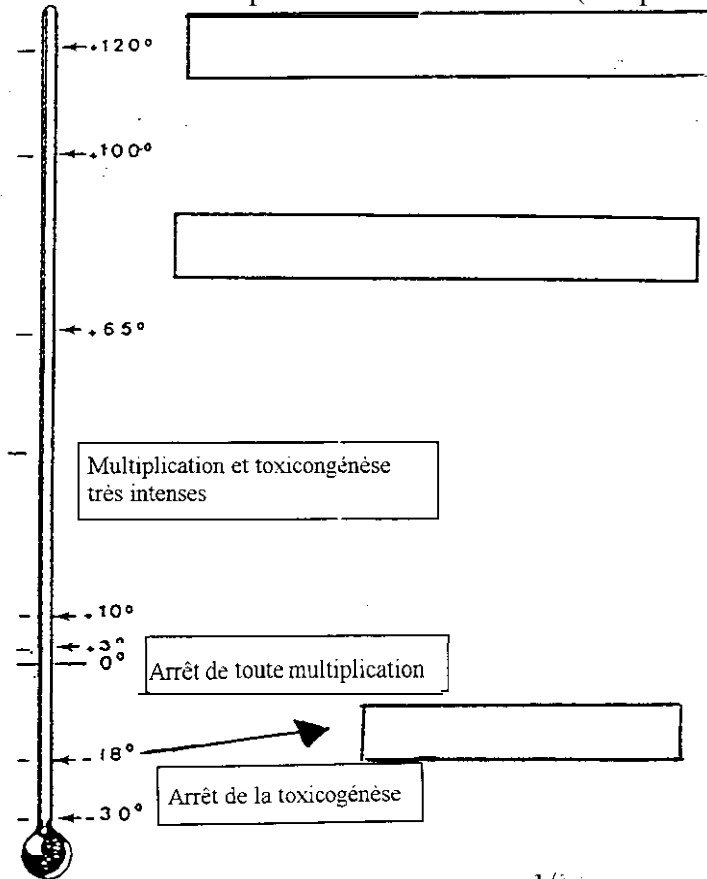 +120°
+100°
+65°
Multiplication et toxicongénèse
très intenses
+10°
+3°
0°
Arrêt de toute multiplication
-18°
Arrêt de la toxicogénèse
-30°